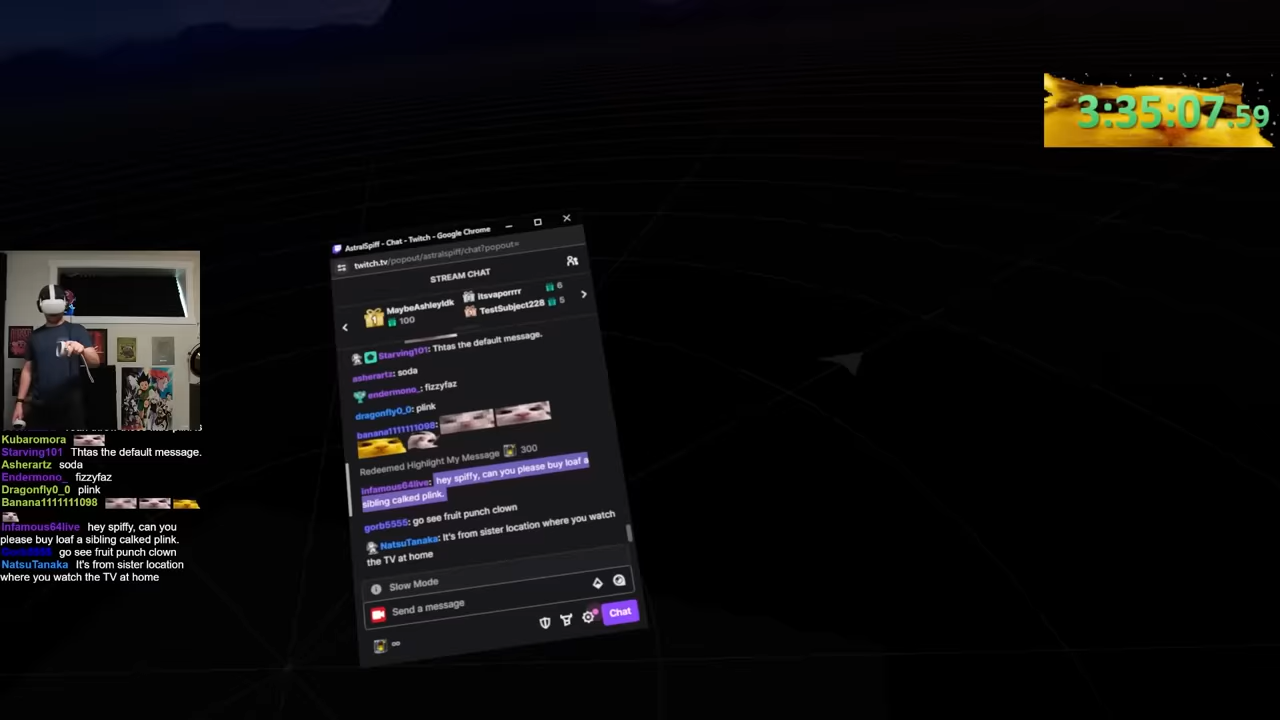 3:35:07.59
AstralSpiff - Chat - Twitch - Google Chrome
twitch.tv/popout/astralspiff/chat?popout=
STREAM CHAT
MaybeAshleyIdk
100
itsvaporrrr
6
TestSubject228
5
Starving101: Thtas the default message.
asherartz: soda
endermono_: fizzyfaz
dragonfly0_0: plink
banana1111111098:
Redeemed Highlight My Message 300
infamous64live: hey spiffy, can you please buy loaf a
sibling calked plink.
gorb5555: go see fruit punch clown
NatsuTanaka: It's from sister location where you watch
the TV at home
Slow Mode
Send a message
Chat
∞
Kubaromora
Starving101 Thtas the default message.
Asherartz soda
Endermono_ fizzyfaz
Dragonfly0_0 plink
Banana1111111098
Infamous64live hey spiffy, can you
please buy loaf a sibling calked plink.
Gorb5555 go see fruit punch clown
NatsuTanaka It's from sister location
where you watch the TV at home